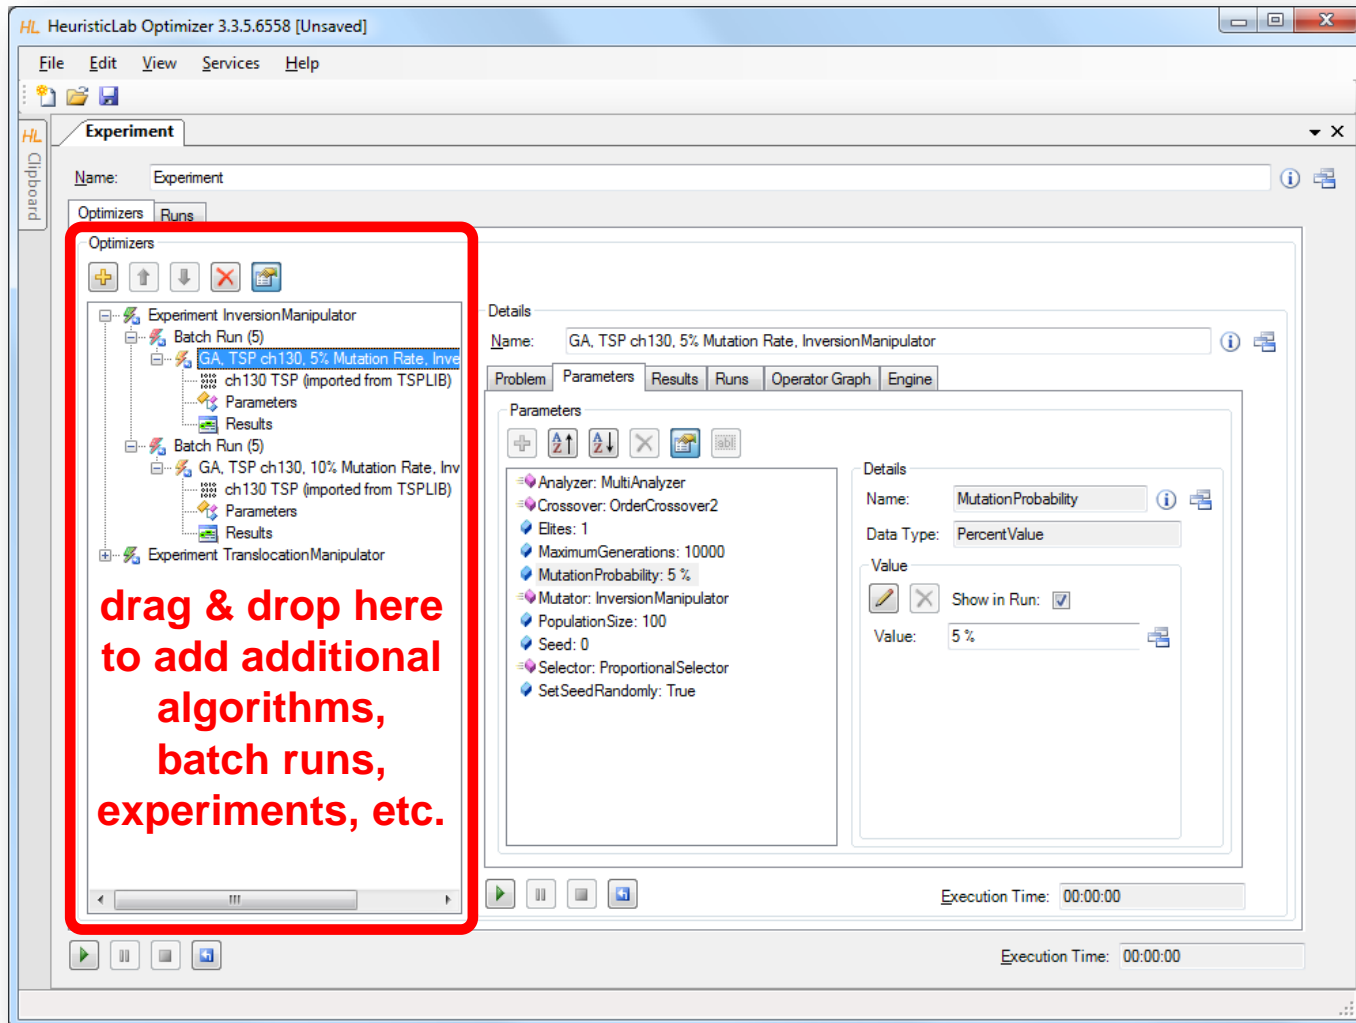 HL HeuristicLab Optimizer 3.3.5.6558 [Unsaved]
File Edit View Services Help
HL Clipboard
Experiment
Name: Experiment
Optimizers Runs
Optimizers
Experiment InversionManipulator
Batch Run (5)
GA, TSP ch130, 5% Mutation Rate, Inve
ch130 TSP (imported from TSPLIB)
Parameters
Results
Batch Run (5)
GA, TSP ch130, 10% Mutation Rate, Inv
ch130 TSP (imported from TSPLIB)
Parameters
Results
Experiment TranslocationManipulator
drag & drop here
to add additional
algorithms,
batch runs,
experiments, etc.
Details
Name: GA, TSP ch130, 5% Mutation Rate, InversionManipulator
Problem Parameters Results Runs Operator Graph Engine
Parameters
Analyzer: MultiAnalyzer
Crossover: OrderCrossover2
Elites: 1
MaximumGenerations: 10000
MutationProbability: 5 %
Mutator: InversionManipulator
PopulationSize: 100
Seed: 0
Selector: ProportionalSelector
SetSeedRandomly: True
Details
Name: MutationProbability
Data Type: PercentValue
Value
Show in Run:
Value: 5 %
Execution Time: 00:00:00
Execution Time: 00:00:00